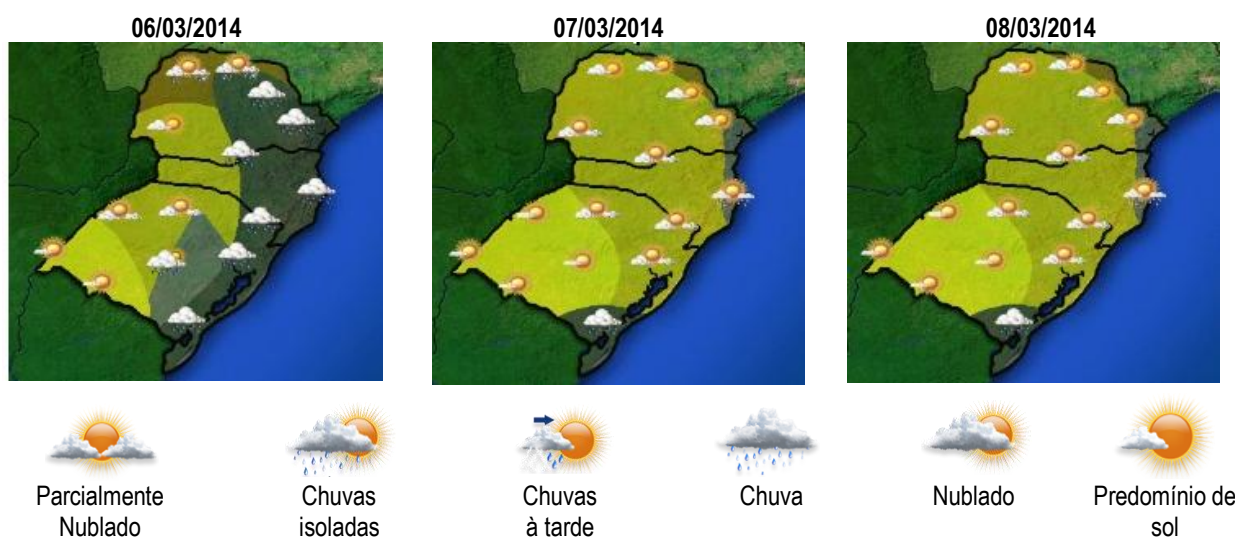 06/03/2014
07/03/2014
08/03/2014
Parcialmente
Nublado
Chuvas
isoladas
Chuvas
à tarde
Chuva
Nublado
Predomínio de
sol